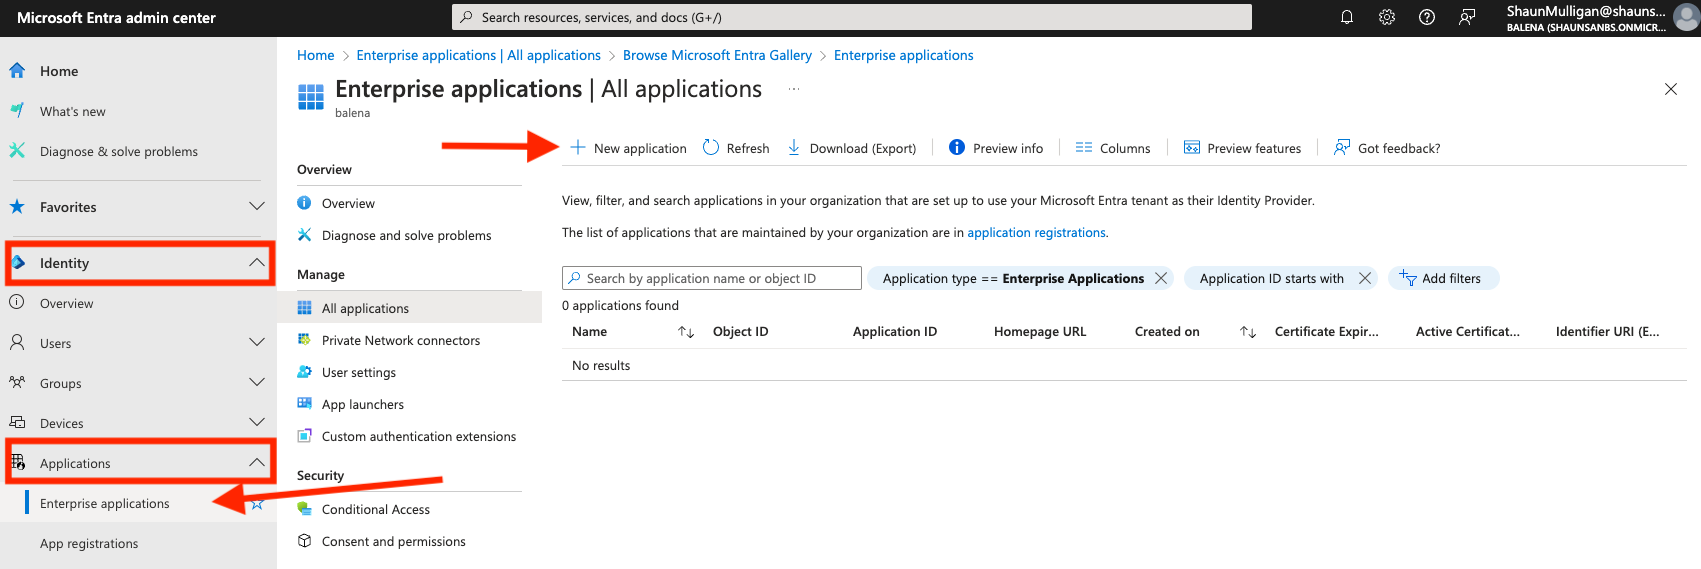 Microsoft Entra admin center
Search resources, services, and docs (G+/)
ShaunMulligan@shauns...
BALENA (SHAUNSANBS.ONMICR...
Home
What's new
Diagnose & solve problems
Favorites
Identity
Overview
Users
Groups
Devices
Applications
Enterprise applications
App registrations
Home > Enterprise applications | All applications > Browse Microsoft Entra Gallery > Enterprise applications
Enterprise applications | All applications ...
balena
Overview
Overview
Diagnose and solve problems
Manage
All applications
Private Network connectors
User settings
App launchers
Custom authentication extensions
Security
Conditional Access
Consent and permissions
New application Refresh Download (Export) Preview info Columns Preview features Got feedback?
View, filter, and search applications in your organization that are set up to use your Microsoft Entra tenant as their Identity Provider.
The list of applications that are maintained by your organization are in application registrations.
Search by application name or object ID Application type == Enterprise Applications Application ID starts with Add filters
0 applications found
Name Object ID Application ID Homepage URL Created on Certificate Expir... Active Certificat... Identifier URI (E...
No results